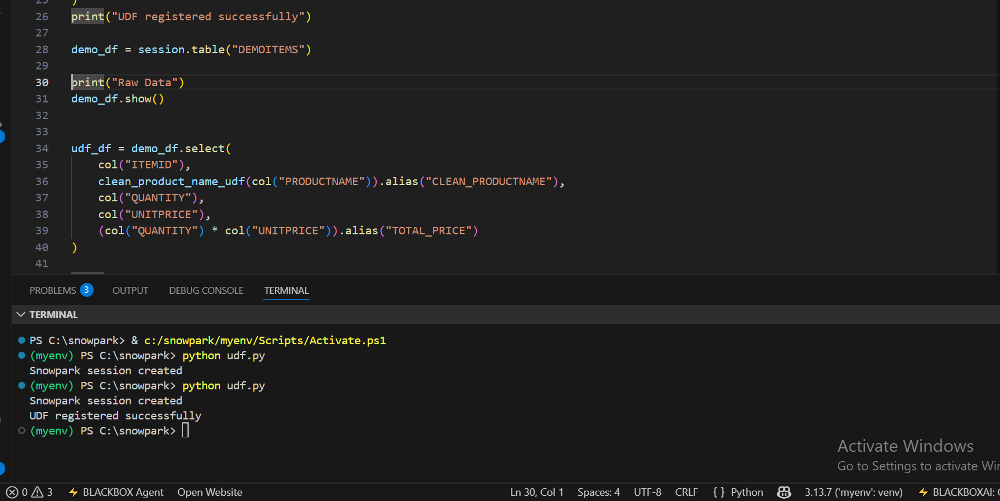 25 )
26 print("UDF registered successfully")
27
28 demo_df = session.table("DEMOITEMS")
29
30 print("Raw Data")
31 demo_df.show()
32
33
34 udf_df = demo_df.select(
35 col("ITEMID"),
36 clean_product_name_udf(col("PRODUCTNAME")).alias("CLEAN_PRODUCTNAME"),
37 col("QUANTITY"),
38 col("UNITPRICE"),
39 (col("QUANTITY") * col("UNITPRICE")).alias("TOTAL_PRICE")
40 )
41
PROBLEMS 3 OUTPUT DEBUG CONSOLE TERMINAL
TERMINAL
PS C:\snowpark> & c:/snowpark/myenv/Scripts/Activate.ps1
(myenv) PS C:\snowpark> python udf.py
Snowpark session created
(myenv) PS C:\snowpark> python udf.py
Snowpark session created
UDF registered successfully
(myenv) PS C:\snowpark>
Activate Windows
Go to Settings to activate Wi
0 3 BLACKBOX Agent Open Website Ln 30, Col 1 Spaces: 4 UTF-8 CRLF { } Python 3.13.7 ('myenv': venv) BLACKBOXAI: